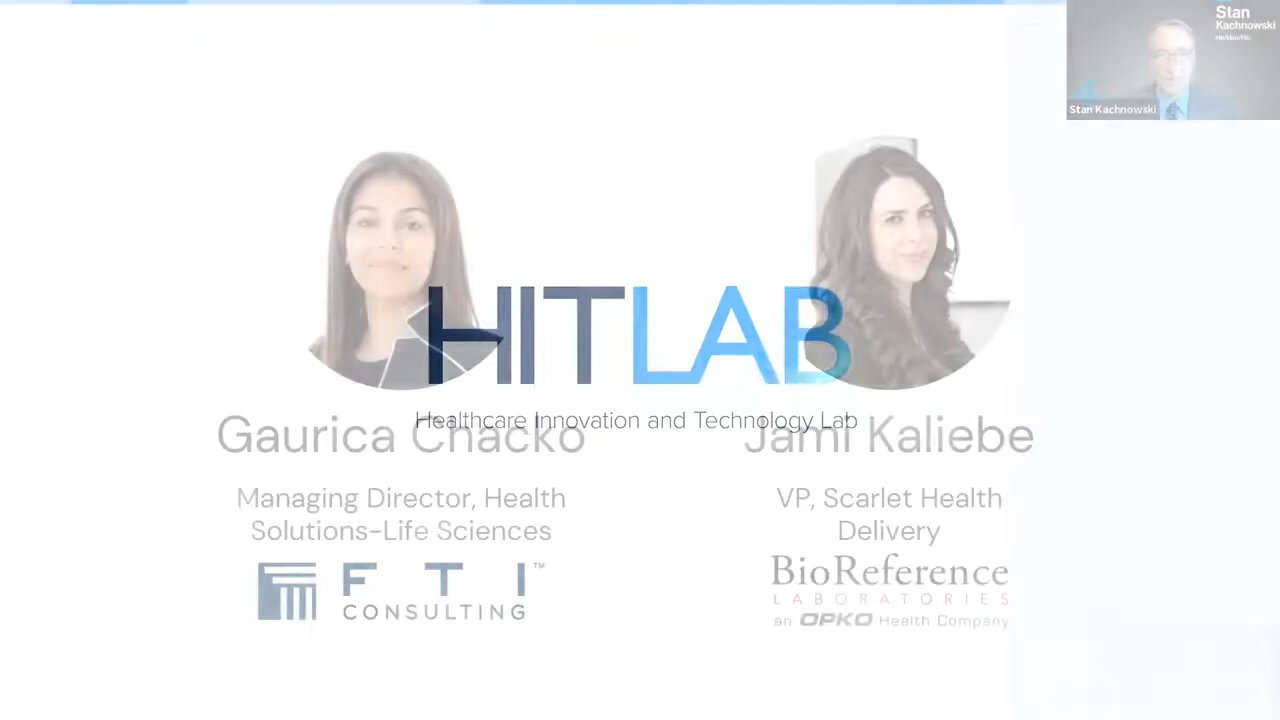 Stan
Kachnowski
Stan Kachnowski
HITLAB
Healthcare Innovation and Technology Lab
Gaurica Chacko
Managing Director, Health
Solutions-Life Sciences
FTI™
CONSULTING
Jami Kaliebe
VP, Scarlet Health
Delivery
BioReference
LABORATORIES
an OPKO Health Company